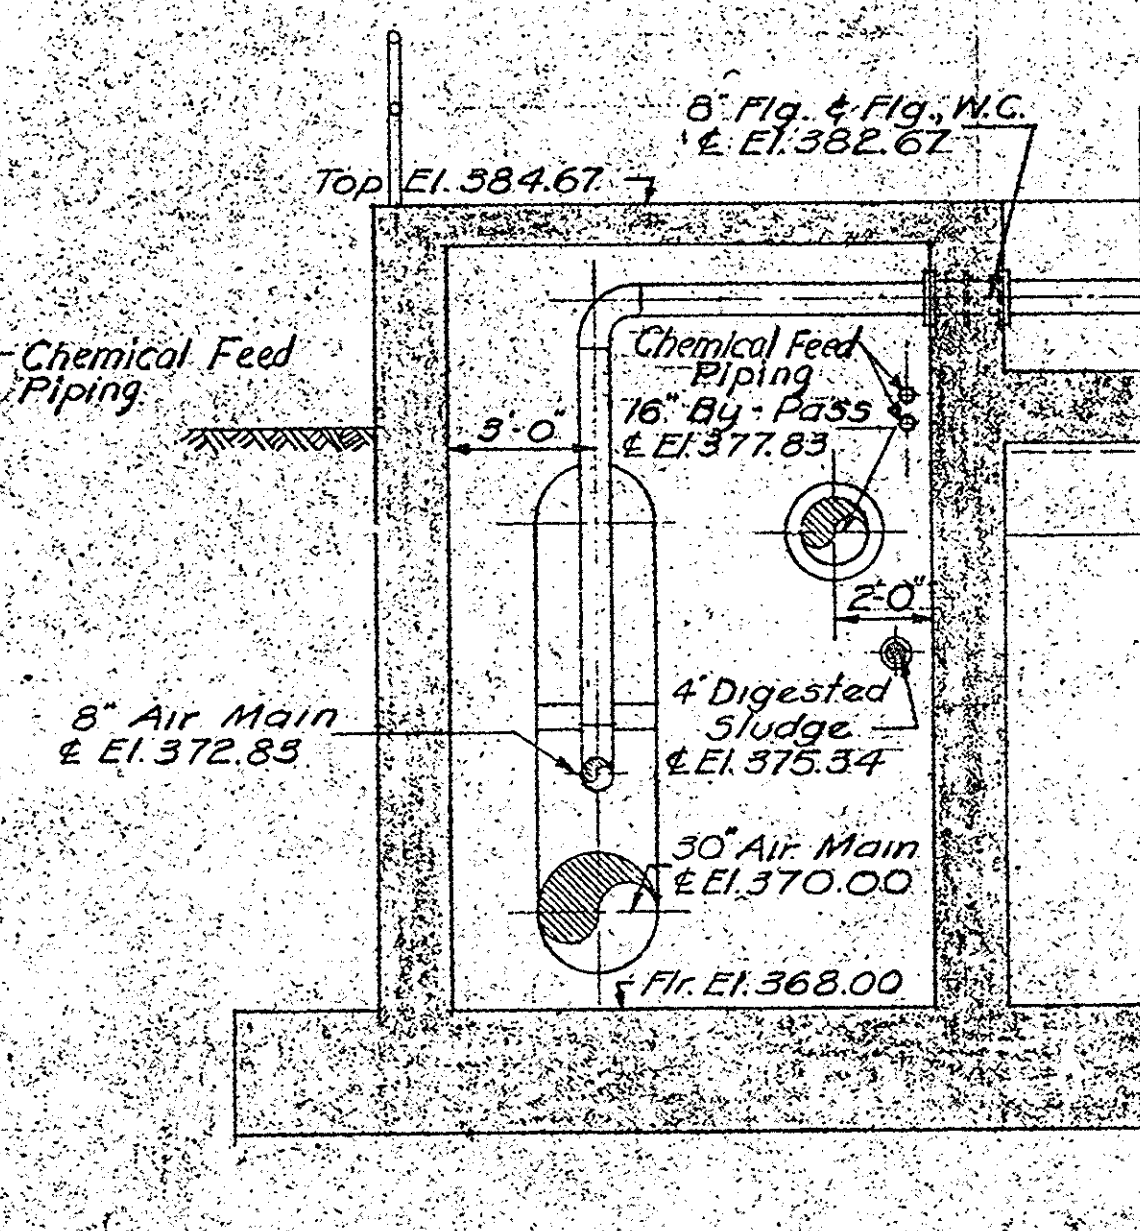 8" Flg. & Flg., W.C.
℄ El. 382.67
Top El. 384.67
Chemical Feed
Piping
Chemical Feed
Piping
16" By-Pass
℄ El. 377.83
3'-0"
2'-0"
4" Digested
Sludge
℄ El. 375.34
8" Air Main
℄ El. 372.83
30" Air Main
℄ El. 370.00
Flr. El. 368.00